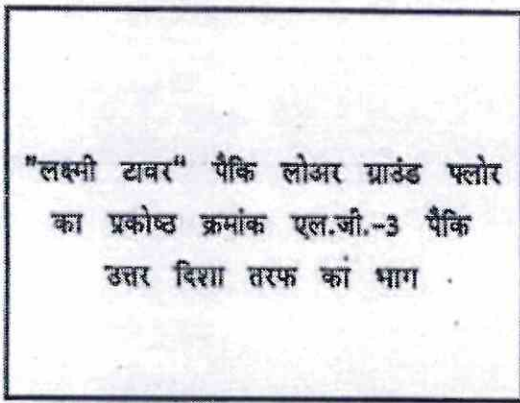 "लक्ष्मी टावर" पैकि लोअर ग्राउंड फ्लोर
का प्रकोष्ठ क्रमांक एल.जी.-3 पैकि
उत्तर दिशा तरफ का भाग